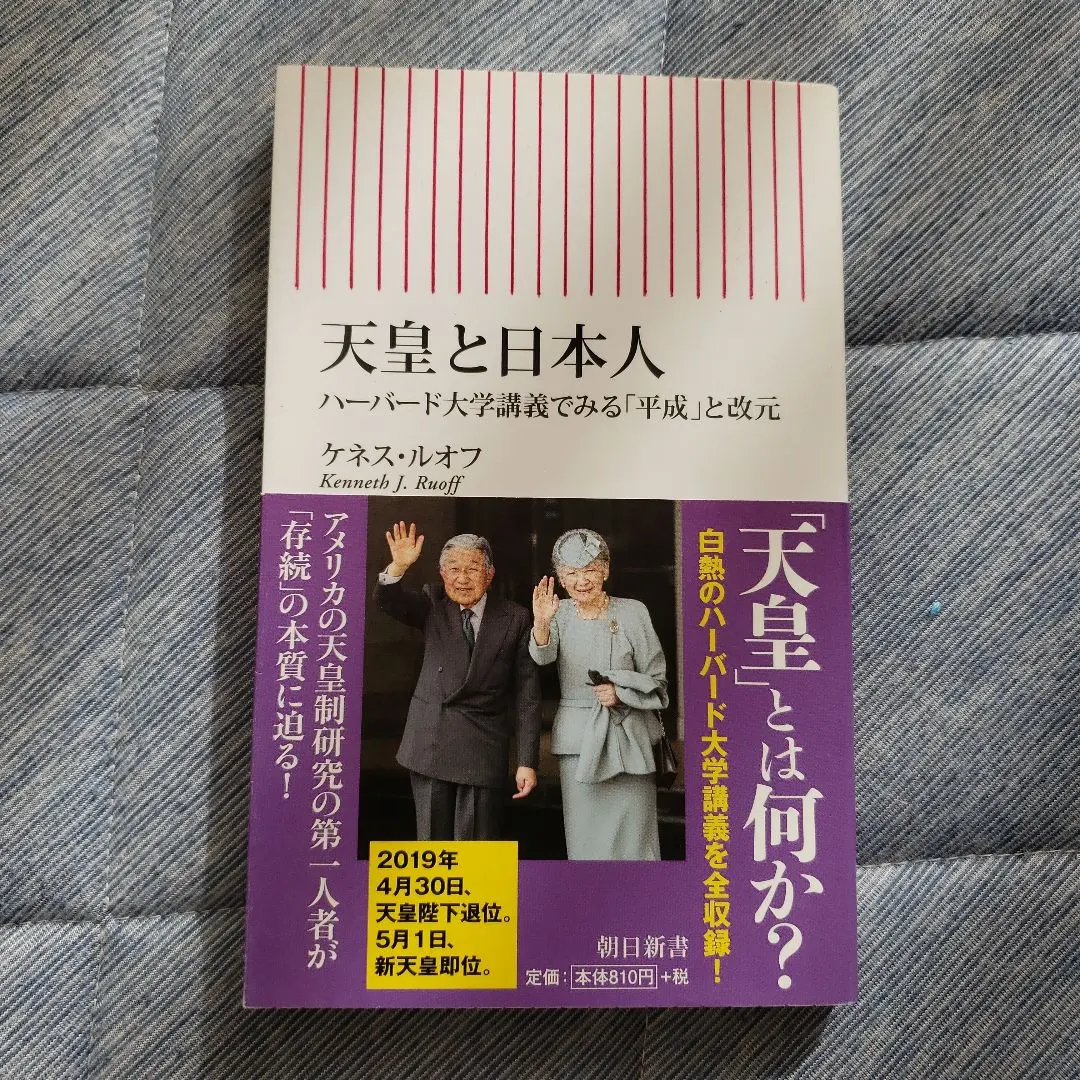 天皇と日本人
ハーバード大学講義でみる「平成」と改元
ケネス・ルオフ
Kenneth J. Ruoff
「天皇」とは何か?
白熱のハーバード大学講義を全収録!
アメリカの天皇制研究の第一人者が
「存続」の本質に迫る!
2019年
4月30日、
天皇陛下退位。
5月1日、
新天皇即位。
朝日新書
定価:本体810円+税